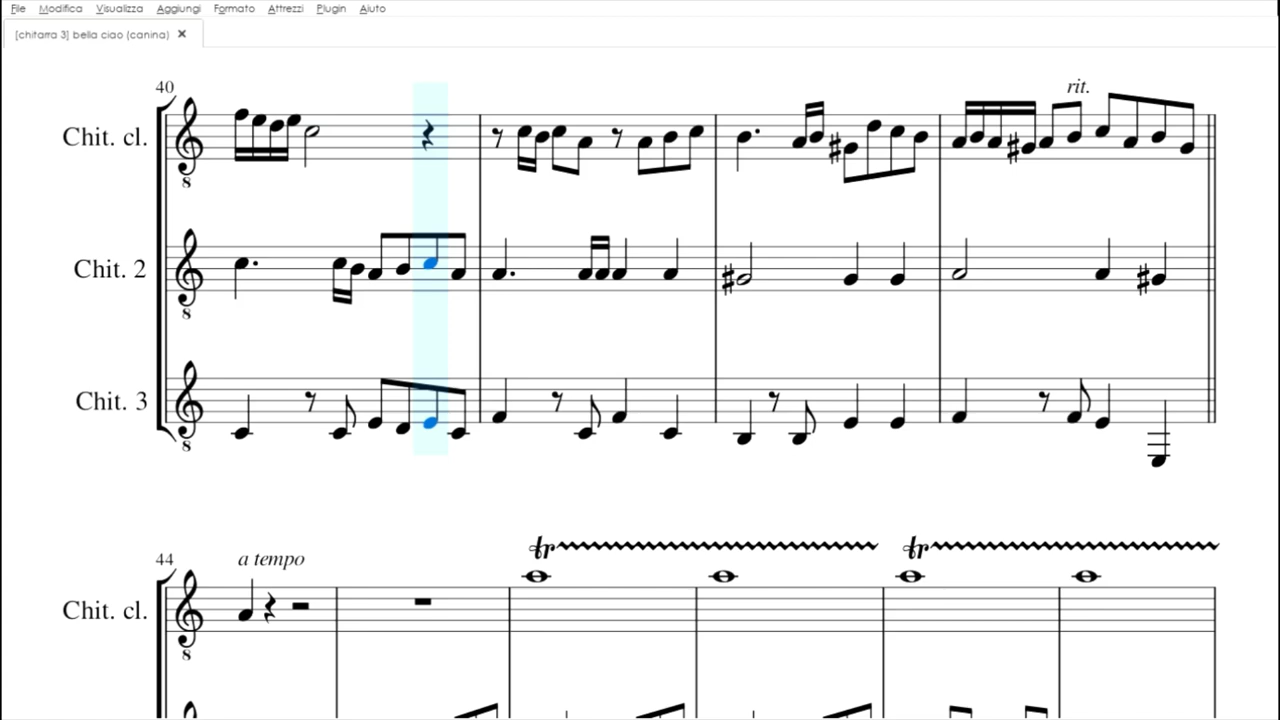 File Modifica Visualizza Aggiungi Formato Attrezzi Plugin Aiuto
[chitarra 3] bella ciao (canina) ×
40
rit.
Chit. cl.
8
Chit. 2
8
Chit. 3
8
44
a tempo
tr
tr
Chit. cl.
8